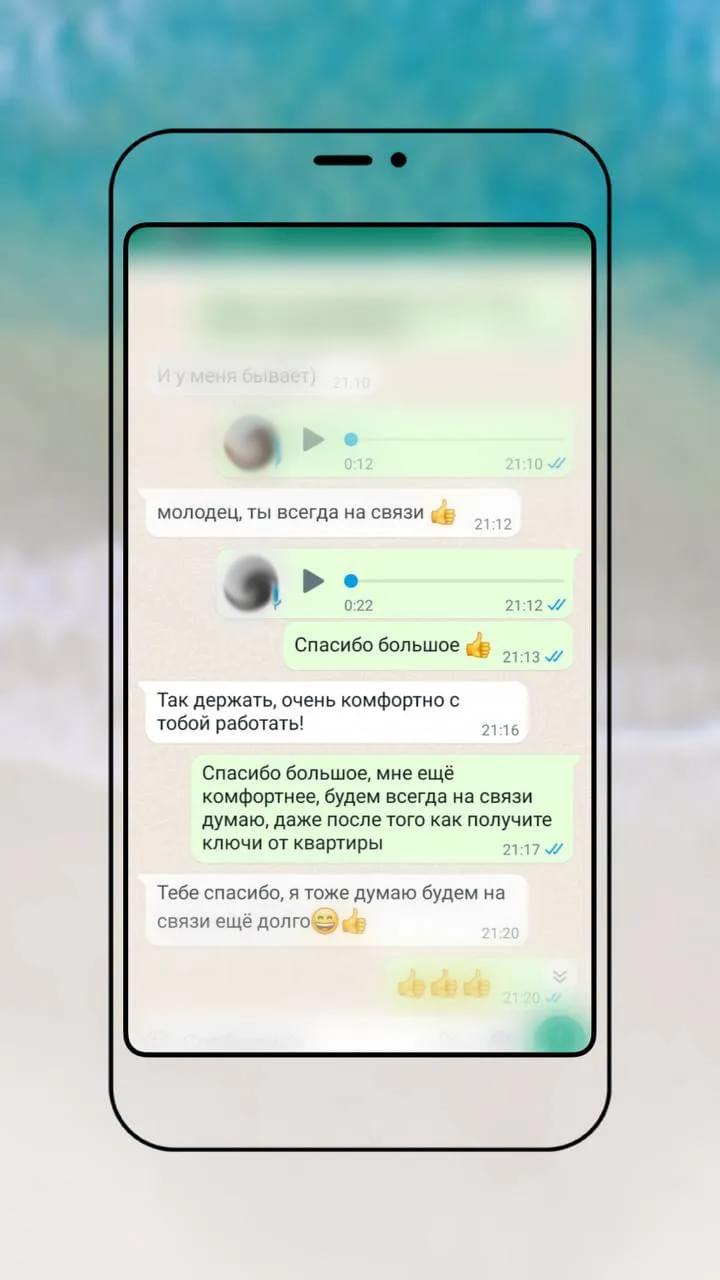 И у меня бывает) 21:10
0:12 21:10
молодец, ты всегда на связи 👍 21:12
0:22 21:12
Спасибо большое 👍 21:13
Так держать, очень комфортно с
тобой работать! 21:16
Спасибо большое, мне ещё
комфортнее, будем всегда на связи
думаю, даже после того как получите
ключи от квартиры 21:17
Тебе спасибо, я тоже думаю будем на
связи ещё долго😄👍 21:20
👍👍👍 21:20